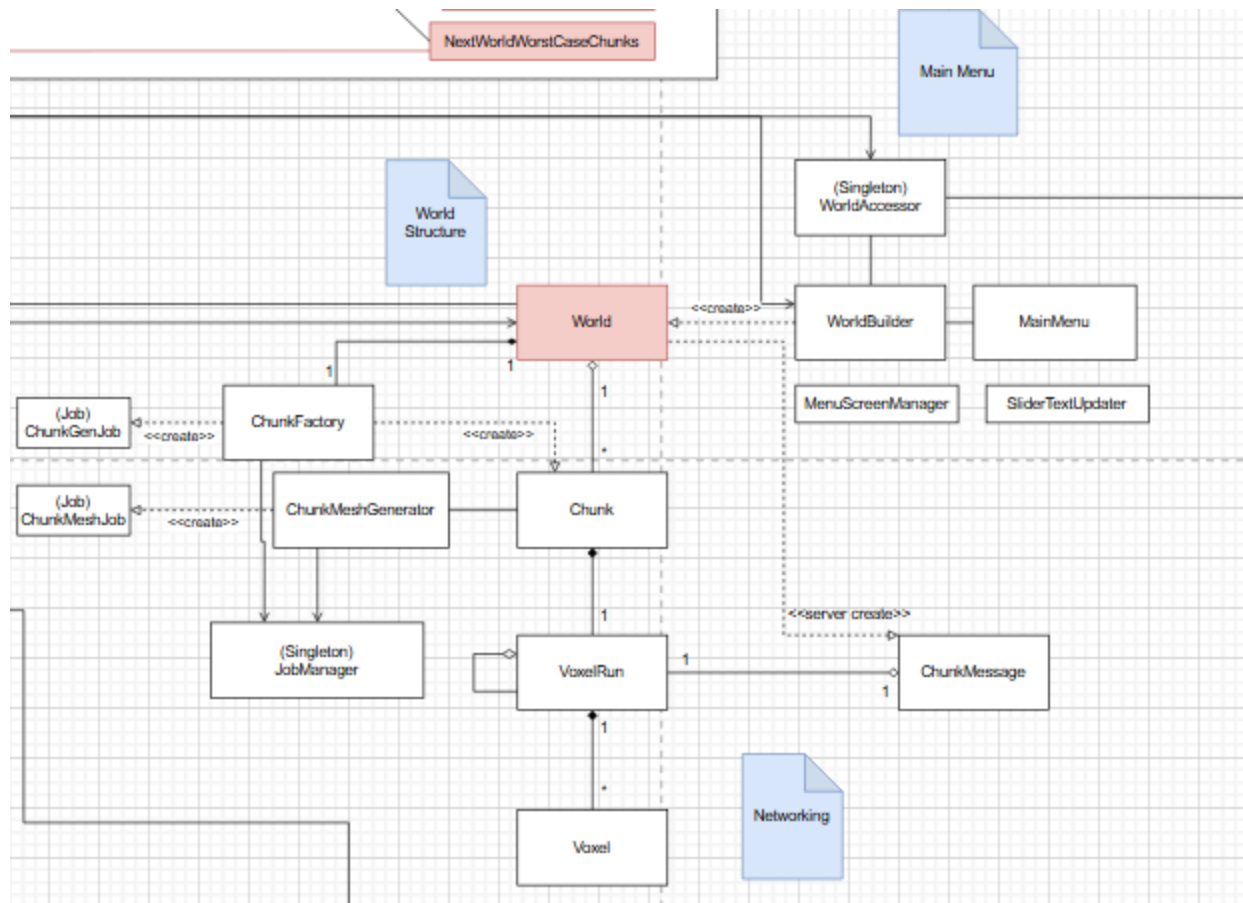 NextWorldWorstCaseChunks
Main Menu
(Singleton)
WorldAccessor
World
Structure
World
<<create>>
WorldBuilder
MainMenu
1
1
1
MenuScreenManager
SliderTextUpdater
(Job)
ChunkGenJob
<<create>>
ChunkFactory
<<create>>
*
(Job)
ChunkMeshJob
<<create>>
ChunkMeshGenerator
Chunk
1
<<server create>>
(Singleton)
JobManager
VoxelRun
1
1
ChunkMessage
1
*
Networking
Voxel